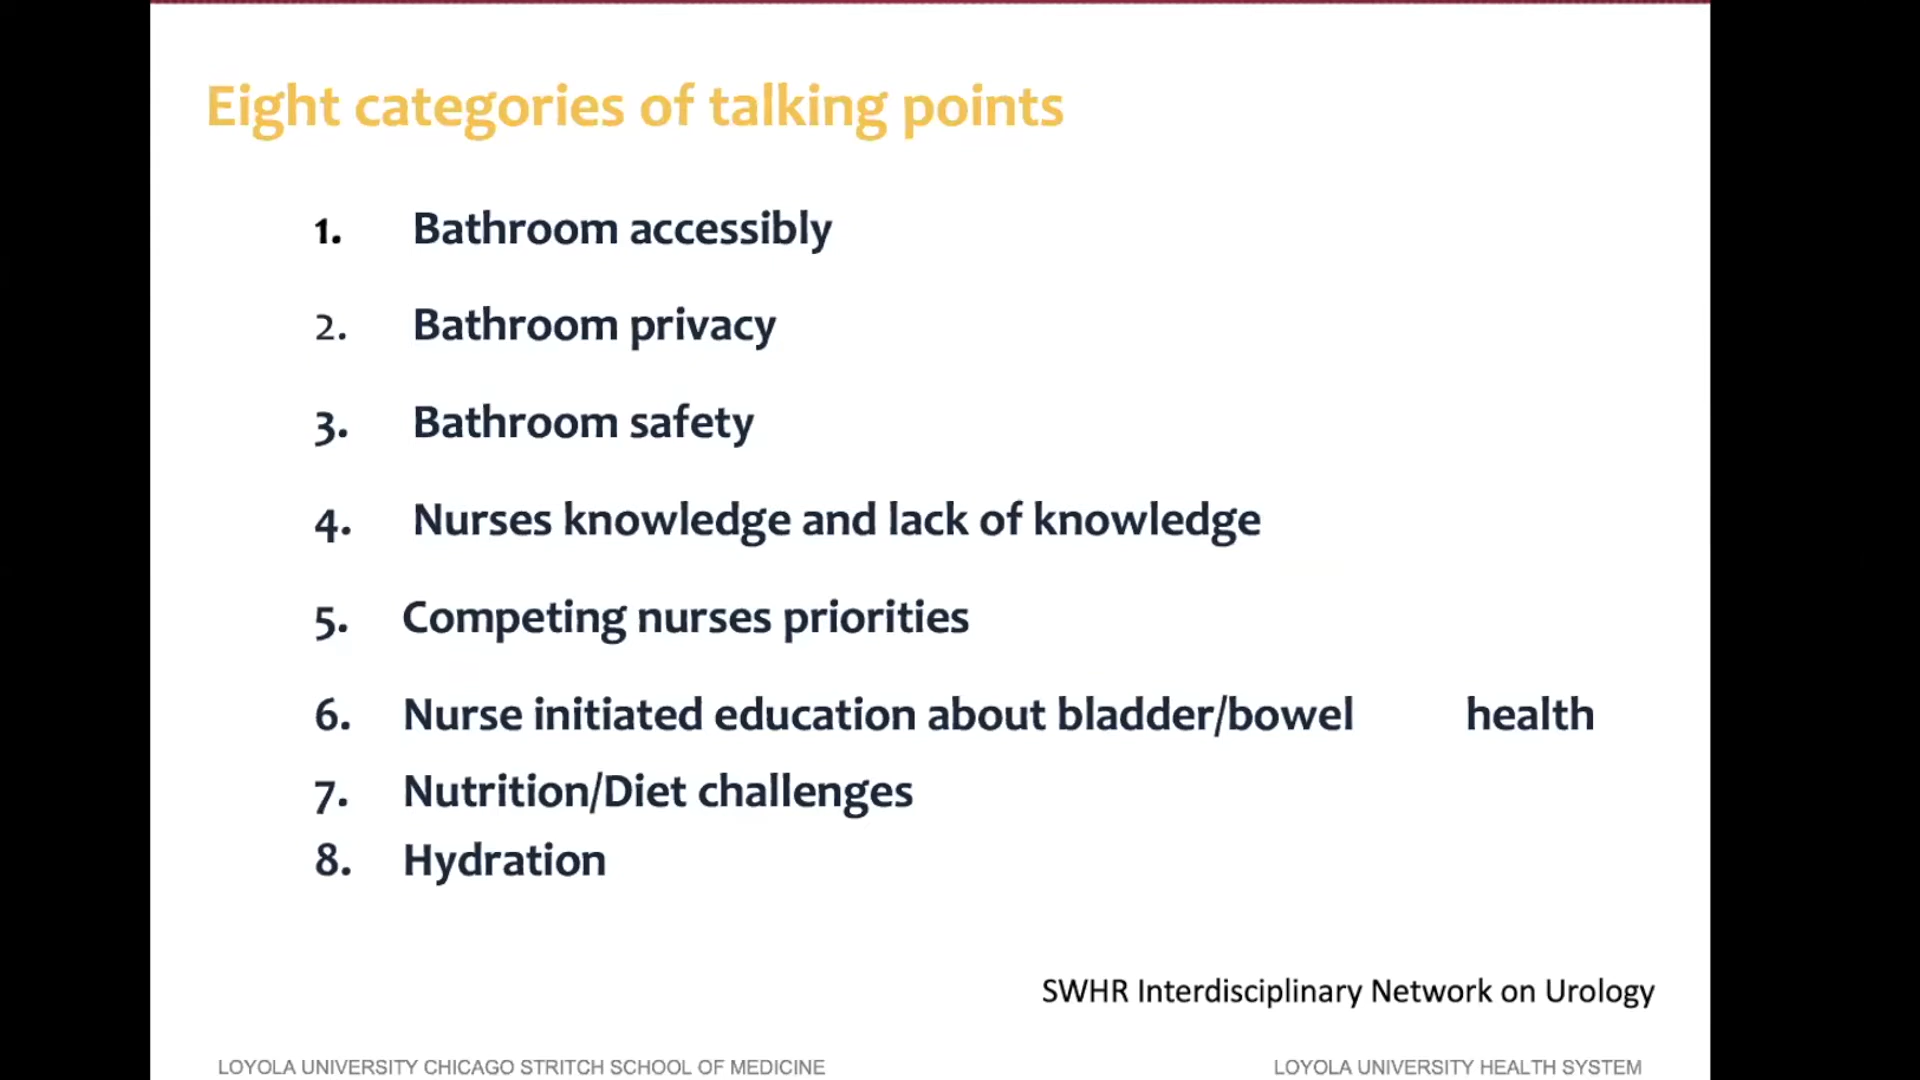 Eight categories of talking points
1. Bathroom accessibly
2. Bathroom privacy
3. Bathroom safety
4. Nurses knowledge and lack of knowledge
5. Competing nurses priorities
6. Nurse initiated education about bladder/bowel health
7. Nutrition/Diet challenges
8. Hydration
SWHR Interdisciplinary Network on Urology
LOYOLA UNIVERSITY CHICAGO STRITCH SCHOOL OF MEDICINE
LOYOLA UNIVERSITY HEALTH SYSTEM